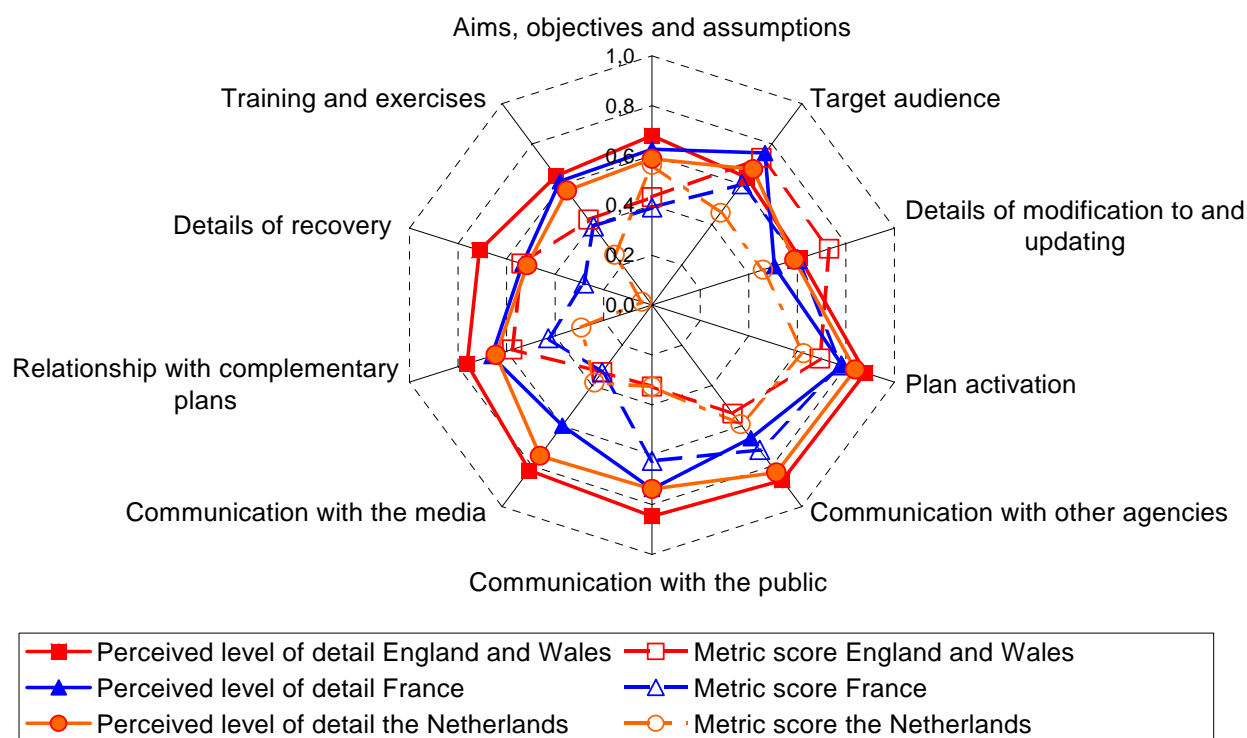 Aims, objectives and assumptions
1,0
Training and exercises
Target audience
0,8
0,6
Details of recovery
Details of modification to and
updating
0,4
0,2
0,0
Relationship with complementary
plans
Plan activation
Communication with the media
Communication with other agencies
Communication with the public
Perceived level of detail England and Wales
Metric score England and Wales
Perceived level of detail France
Metric score France
Perceived level of detail the Netherlands
Metric score the Netherlands